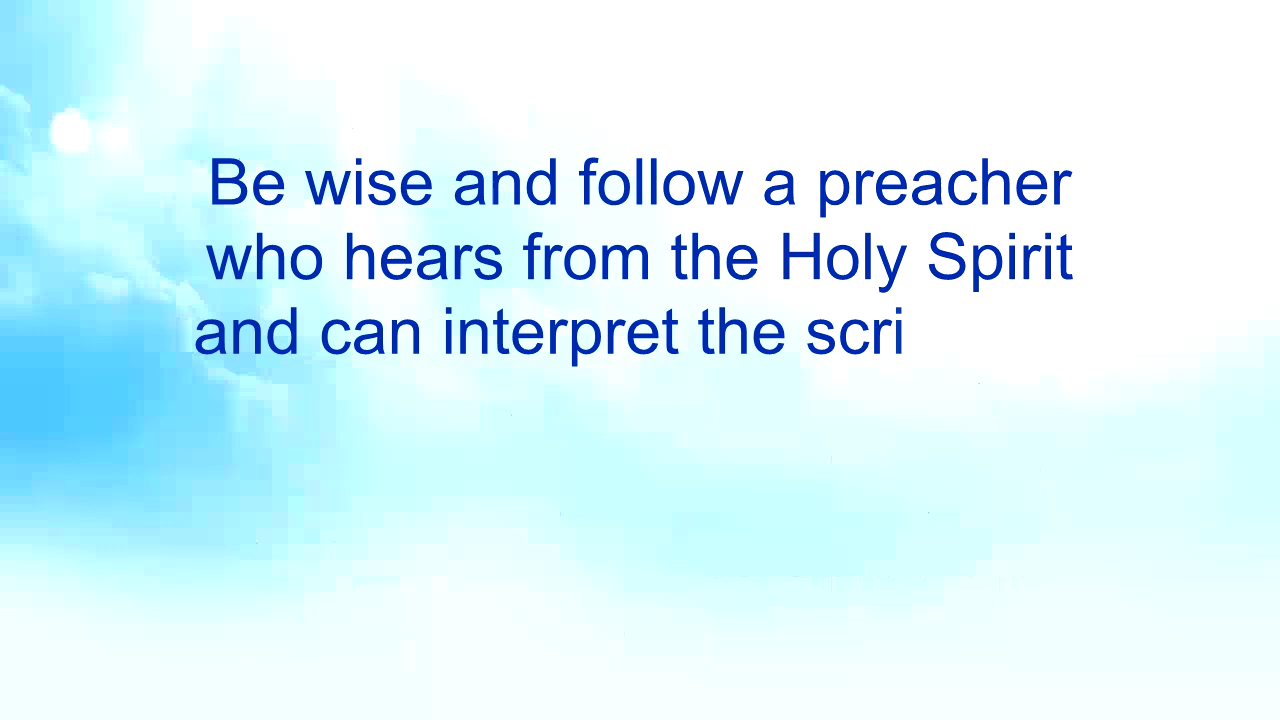 Be wise and follow a preacher
who hears from the Holy Spirit
and can interpret the scri